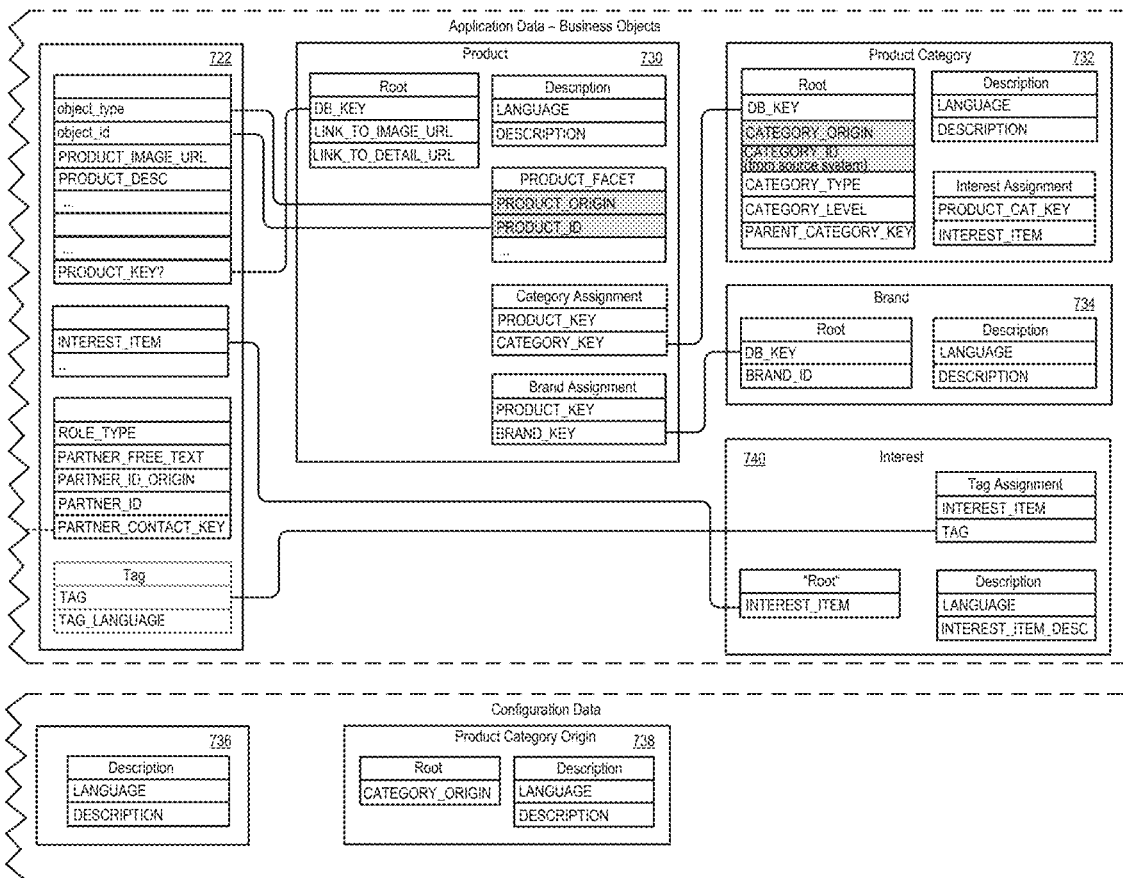 Application Data – Business Objects
722
object_type
object_id
PRODUCT_IMAGE_URL
PRODUCT_DESC
...
...
PRODUCT_KEY?
INTEREST_ITEM
..
ROLE_TYPE
PARTNER_FREE_TEXT
PARTNER_ID_ORIGIN
PARTNER_ID
PARTNER_CONTACT_KEY
Tag
TAG
TAG_LANGUAGE
Product
730
Root
DB_KEY
LINK_TO_IMAGE_URL
LINK_TO_DETAIL_URL
Description
LANGUAGE
DESCRIPTION
PRODUCT_FACET
PRODUCT_ORIGIN
PRODUCT_ID
...
Category Assignment
PRODUCT_KEY
CATEGORY_KEY
Brand Assignment
PRODUCT_KEY
BRAND_KEY
Product Category
732
Root
DB_KEY
CATEGORY_ORIGIN
CATEGORY_ID
(from source system)
CATEGORY_TYPE
CATEGORY_LEVEL
PARENT_CATEGORY_KEY
Description
LANGUAGE
DESCRIPTION
Interest Assignment
PRODUCT_CAT_KEY
INTEREST_ITEM
Brand
734
Root
DB_KEY
BRAND_ID
Description
LANGUAGE
DESCRIPTION
740
Interest
Tag Assignment
INTEREST_ITEM
TAG
"Root"
INTEREST_ITEM
Description
LANGUAGE
INTEREST_ITEM_DESC
Configuration Data
736
Description
LANGUAGE
DESCRIPTION
Product Category Origin
738
Root
CATEGORY_ORIGIN
Description
LANGUAGE
DESCRIPTION